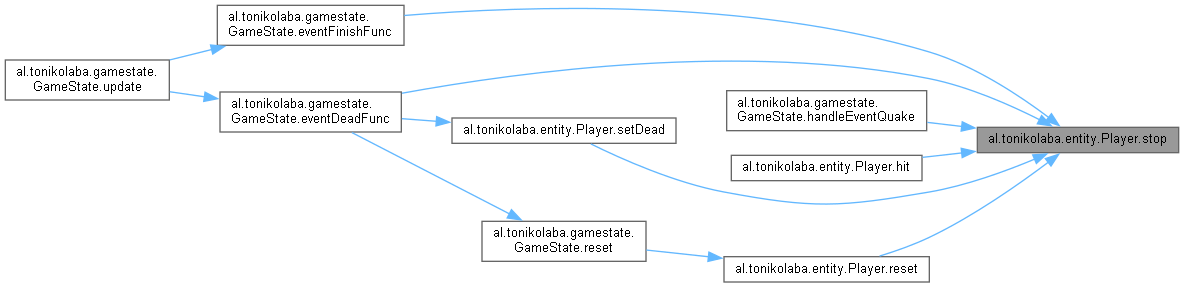 al.tonikolaba.gamestate.
GameState.eventFinishFunc
al.tonikolaba.gamestate.
GameState.update
al.tonikolaba.gamestate.
GameState.eventDeadFunc
al.tonikolaba.entity.Player.setDead
al.tonikolaba.gamestate.
GameState.handleEventQuake
al.tonikolaba.entity.Player.stop
al.tonikolaba.entity.Player.hit
al.tonikolaba.gamestate.
GameState.reset
al.tonikolaba.entity.Player.reset